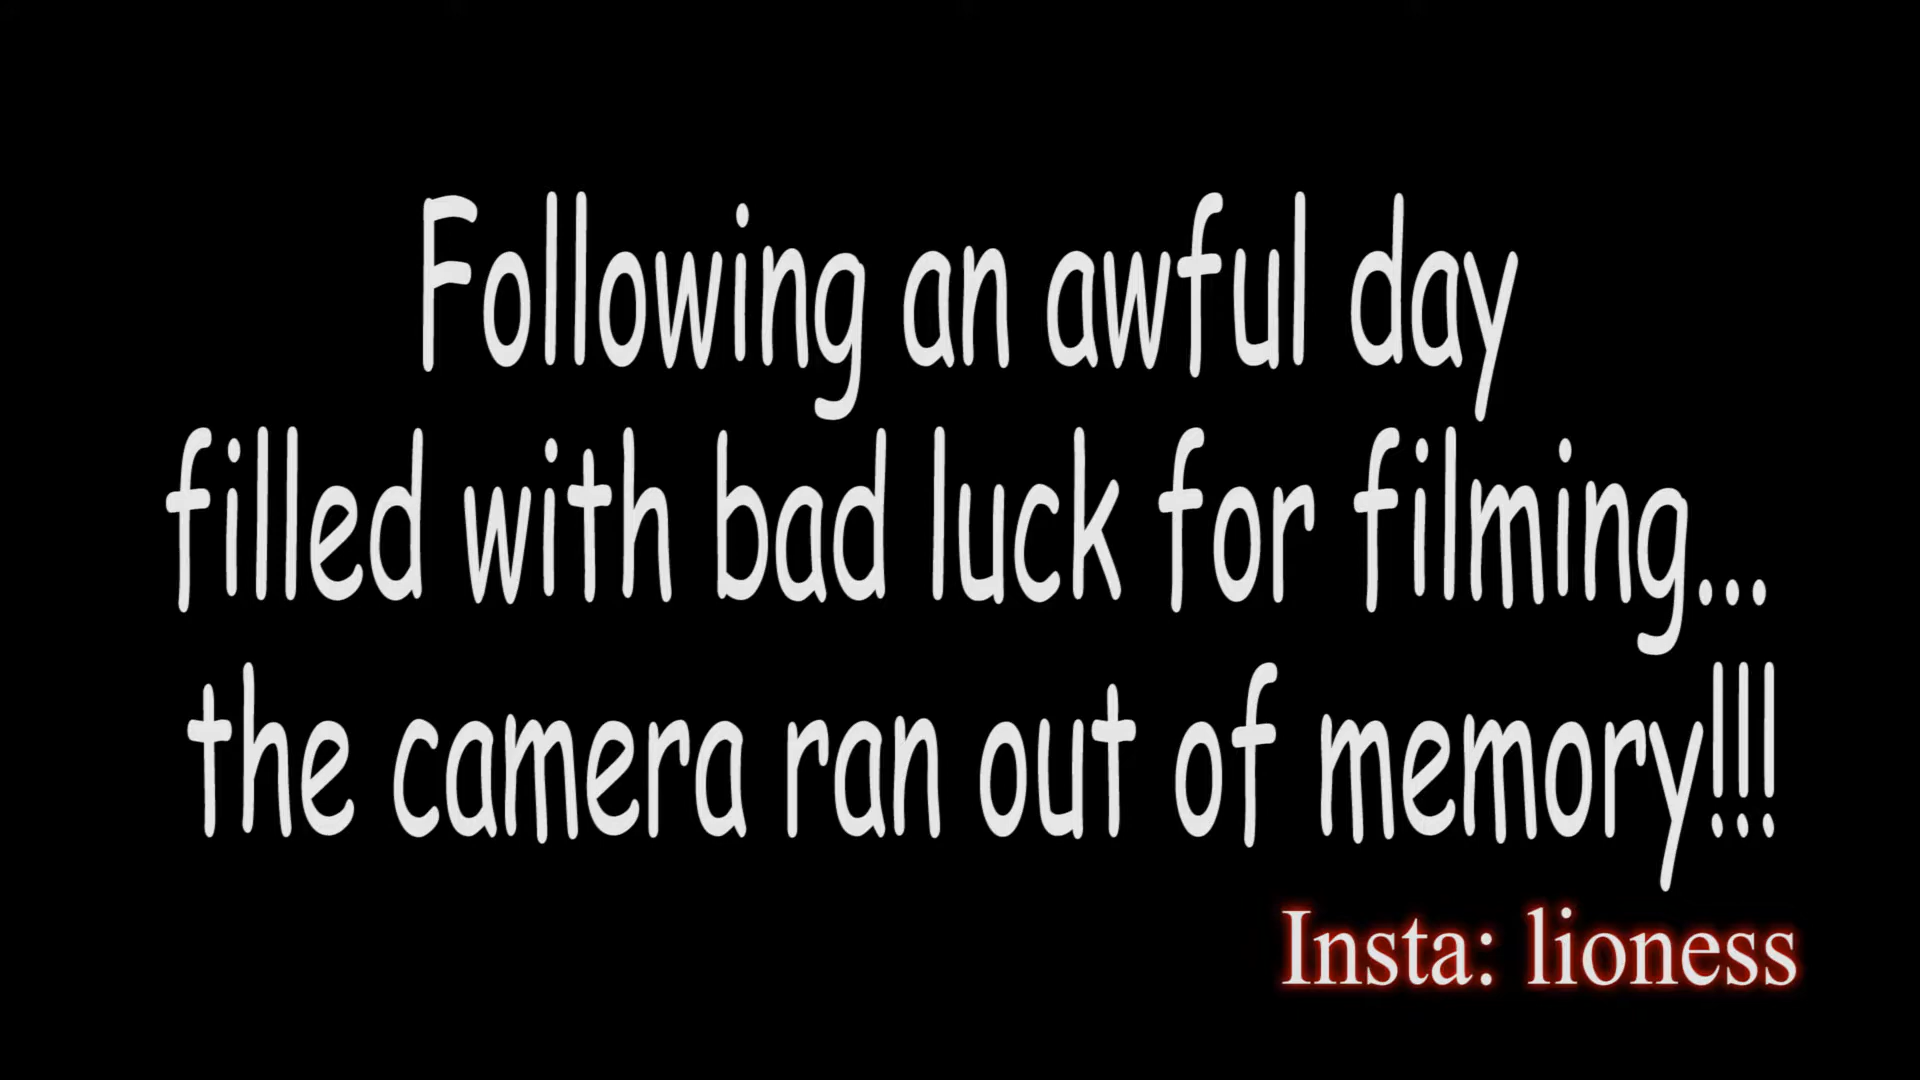 Following an awful day
filled with bad luck for filming...
the camera ran out of memory!!!
Insta: lioness